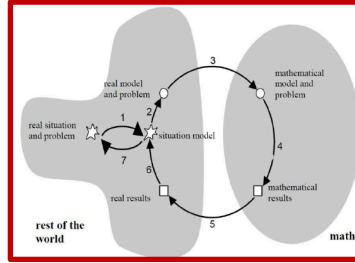 3
real model
and problem
mathematical
model and
problem
1
2
real situation
and problem
situation model
4
7
6
real results
mathematical
results
5
rest of
the world
math